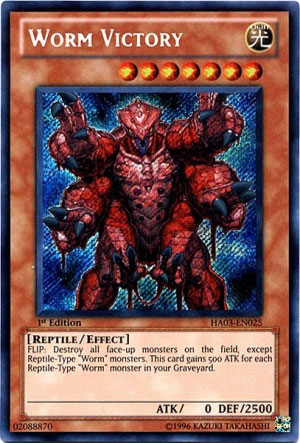 WORM VICTORY
LIGHT
光
1st Edition
HA03-EN025
[REPTILE / EFFECT]
FLIP: Destroy all face-up monsters on the field, except
Reptile-Type "Worm" monsters. This card gains 500 ATK for each
Reptile-Type "Worm" monster in your Graveyard.
ATK/ 0 DEF/2500
02088870
©1996 KAZUKI TAKAHASHI